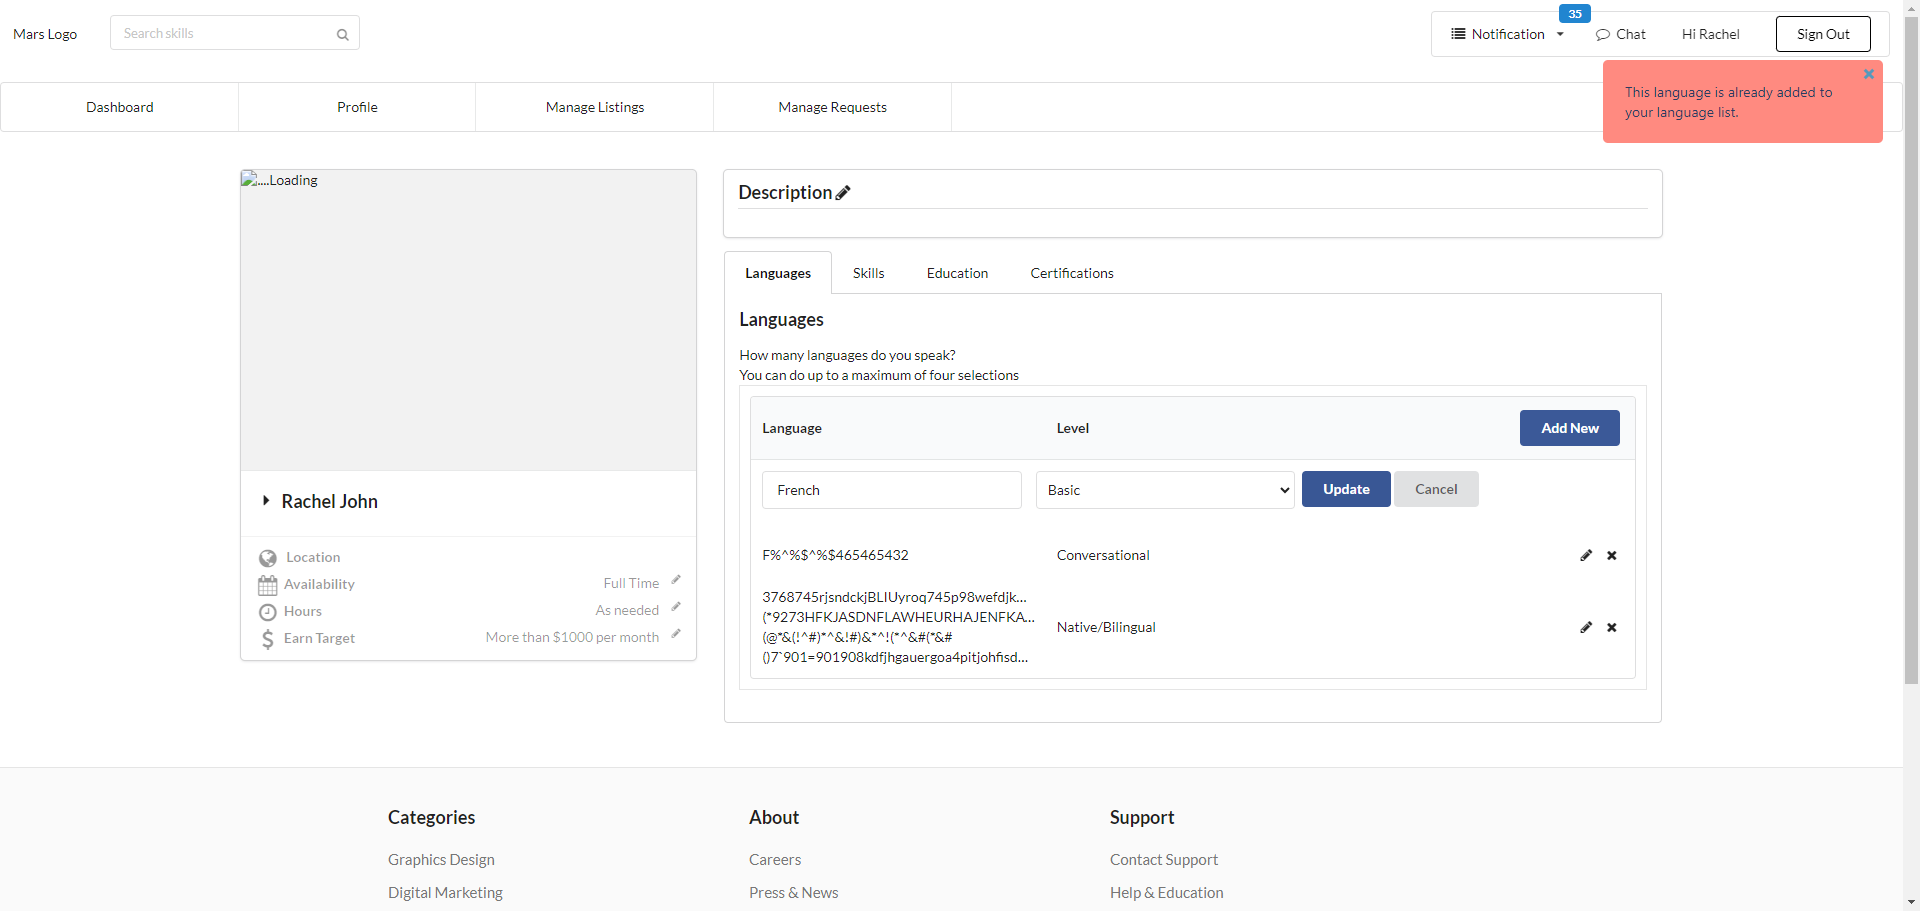 Mars Logo
Search skills
35
Notification
Chat
Hi Rachel
Sign Out
This language is already added to
your language list.
Dashboard
Profile
Manage Listings
Manage Requests
....Loading
Rachel John
Location
Availability
Full Time
Hours
As needed
Earn Target
More than $1000 per month
Description
Languages
Skills
Education
Certifications
Languages
How many languages do you speak?
You can do up to a maximum of four selections
Language
Level
Add New
French
Basic
Update
Cancel
F%^%$^%$465465432
Conversational
3768745rjsndckjBLIUyroq745p98wefdjk...
(*9273HFKJASDNFLAWHEURHAJENFKA...
(@*&(!^#)*^&!#)&*^!(*^&#(*&#
()7`901=901908kdfjhgauergoa4pitjohfisd...
Native/Bilingual
Categories
Graphics Design
Digital Marketing
About
Careers
Press & News
Support
Contact Support
Help & Education